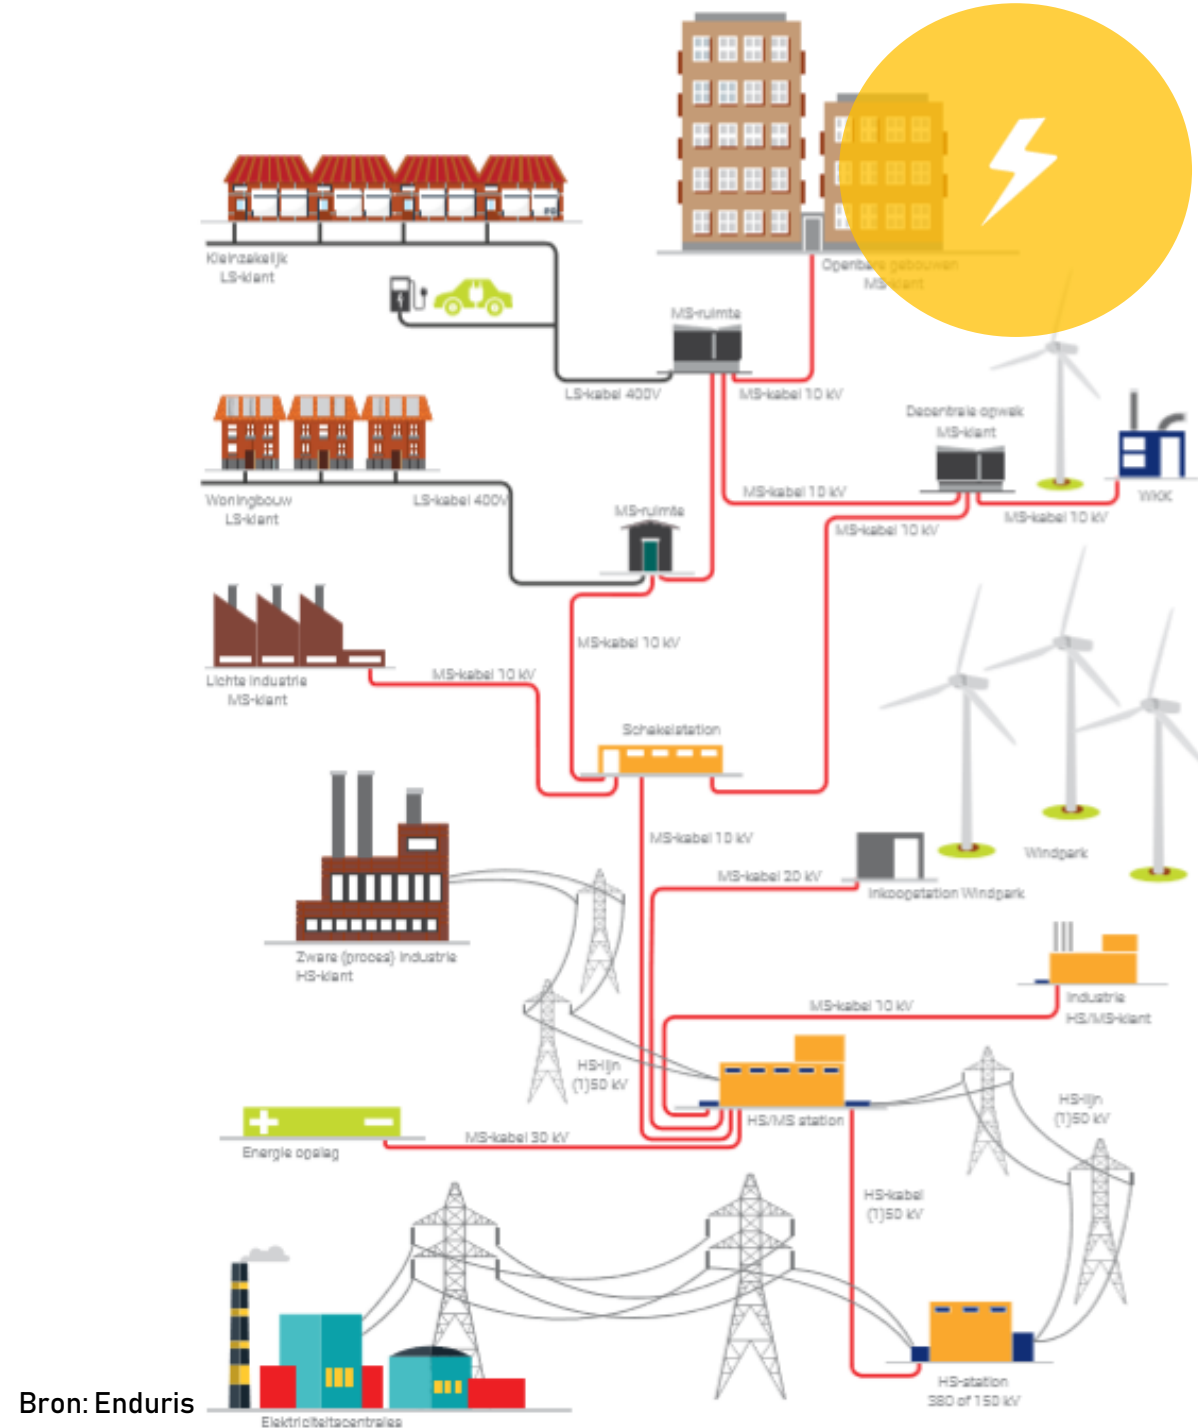 Kleinzakelijk
LS-klant
Openbare gebouwen
MS-klant
MS-ruimte
LS-kabel 400V
MS-kabel 10 kV
Decentrale opwek
MS-klant
Woningbouw
LS-klant
LS-kabel 400V
MS-kabel 10 kV
MS-kabel 10 kV
MS-kabel 10 kV
WKK
MS-ruimte
MS-kabel 10 kV
Lichte industrie
MS-klant
MS-kabel 10 kV
Schakelstation
MS-kabel 10 kV
MS-kabel 20 kV
Inkoopstation Windpark
Windpark
Zware (proces) industrie
HS-klant
MS-kabel 10 kV
Industrie
HS/MS-klant
HS-lijn
(1)50 kV
HS/MS station
HS-lijn
(1)50 kV
Energie opslag
MS-kabel 30 kV
HS-kabel
(1)50 kV
HS-station
380 of 150 kV
Bron: Enduris
Elektriciteitscentrales